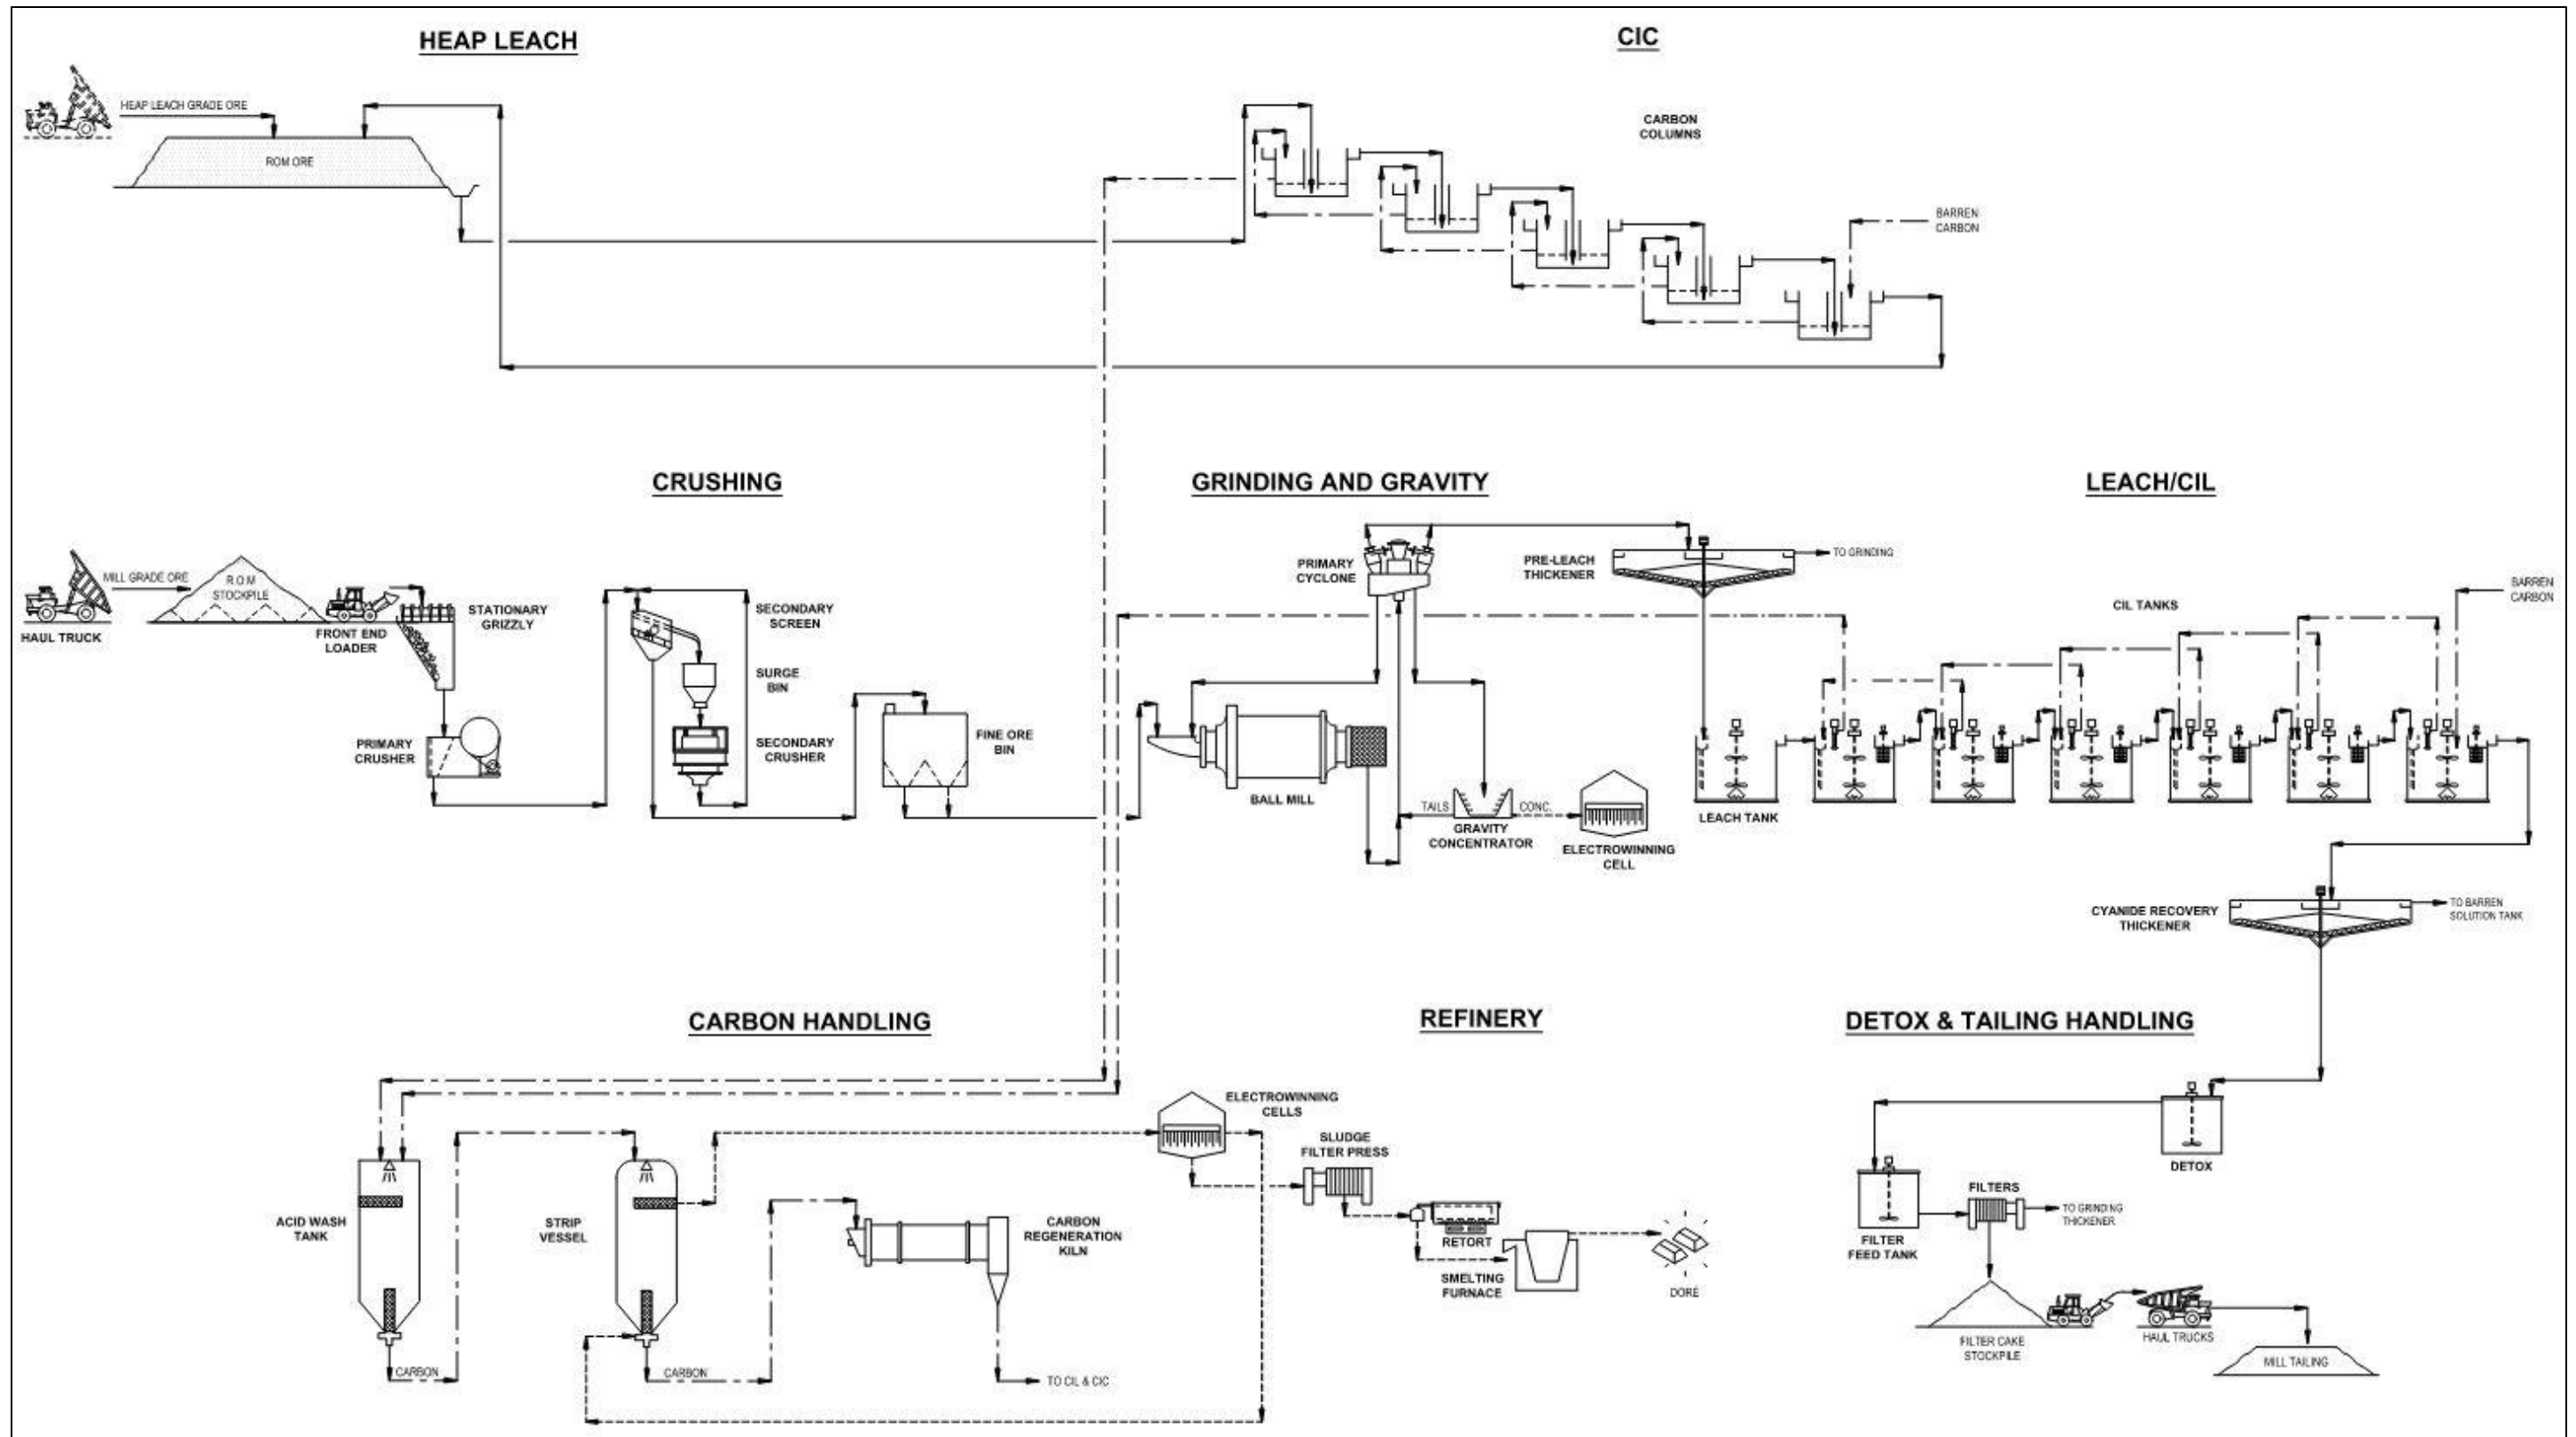 HEAP LEACH
HEAP LEACH GRADE ORE
ROM ORE
CIC
CARBON
COLUMNS
BARREN
CARBON
CRUSHING
MILL GRADE ORE
HAUL TRUCK
R.O.M
STOCKPILE
FRONT END
LOADER
STATIONARY
GRIZZLY
PRIMARY
CRUSHER
SECONDARY
SCREEN
SURGE
BIN
SECONDARY
CRUSHER
FINE ORE
BIN
GRINDING AND GRAVITY
PRIMARY
CYCLONE
PRE-LEACH
THICKENER
TO GRINDING
BALL MILL
TAILS
CONC.
GRAVITY
CONCENTRATOR
ELECTROWINNING
CELL
LEACH/CIL
CIL TANKS
BARREN
CARBON
LEACH TANK
CYANIDE RECOVERY
THICKENER
TO BARREN
SOLUTION TANK
CARBON HANDLING
ACID WASH
TANK
CARBON
STRIP
VESSEL
CARBON
CARBON
REGENERATION
KILN
TO CIL & CIC
REFINERY
ELECTROWINNING
CELLS
SLUDGE
FILTER PRESS
RETORT
SMELTING
FURNACE
DORÉ
DETOX & TAILING HANDLING
DETOX
FILTER
FEED TANK
FILTERS
TO GRINDING
THICKENER
FILTER CAKE
STOCKPILE
HAUL TRUCKS
MILL TAILING